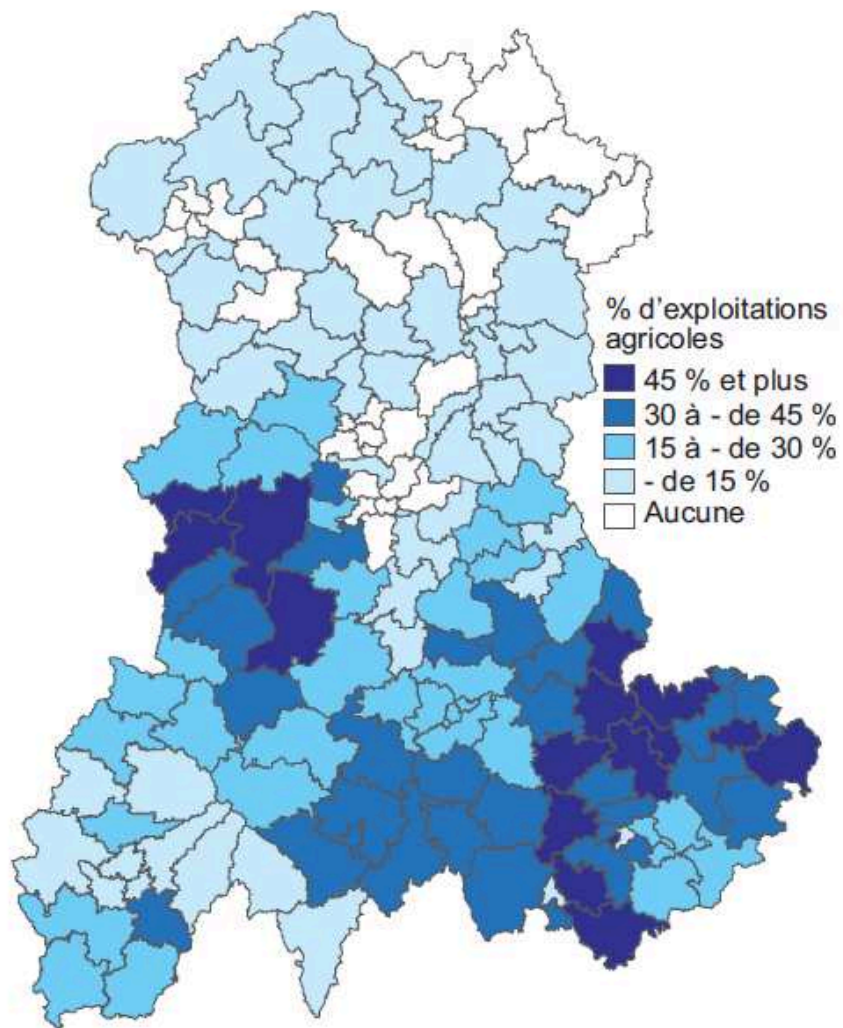 % d'exploitations
agricoles
45 % et plus
30 à - de 45 %
15 à - de 30 %
- de 15 %
Aucune